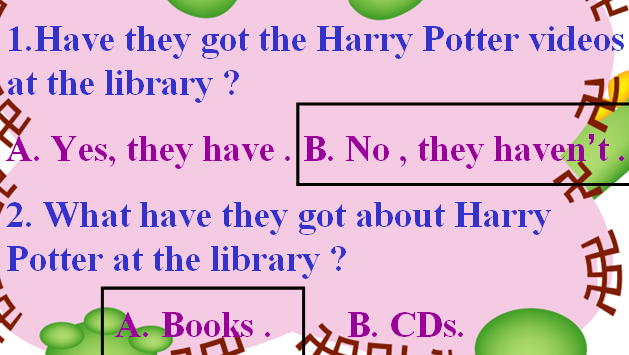 1.Have they got the Harry Potter videos
at the library ?
A. Yes, they have . B. No , they haven’t .
2. What have they got about Harry
Potter at the library ?
A. Books . B. CDs.